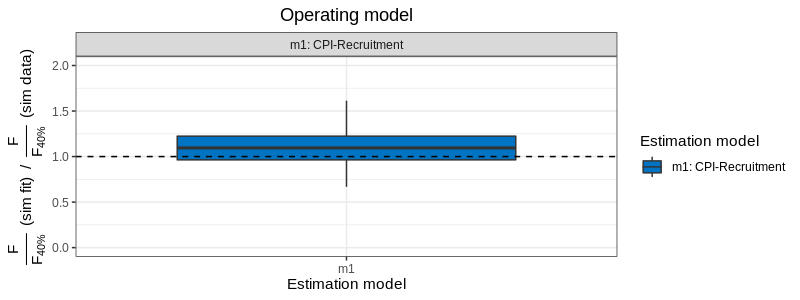 Operating model
m1: CPI-Recruitment
F/F40% (sim fit) / F/F40% (sim data)
2.0
1.5
1.0
0.5
0.0
m1
Estimation model
Estimation model
m1: CPI-Recruitment